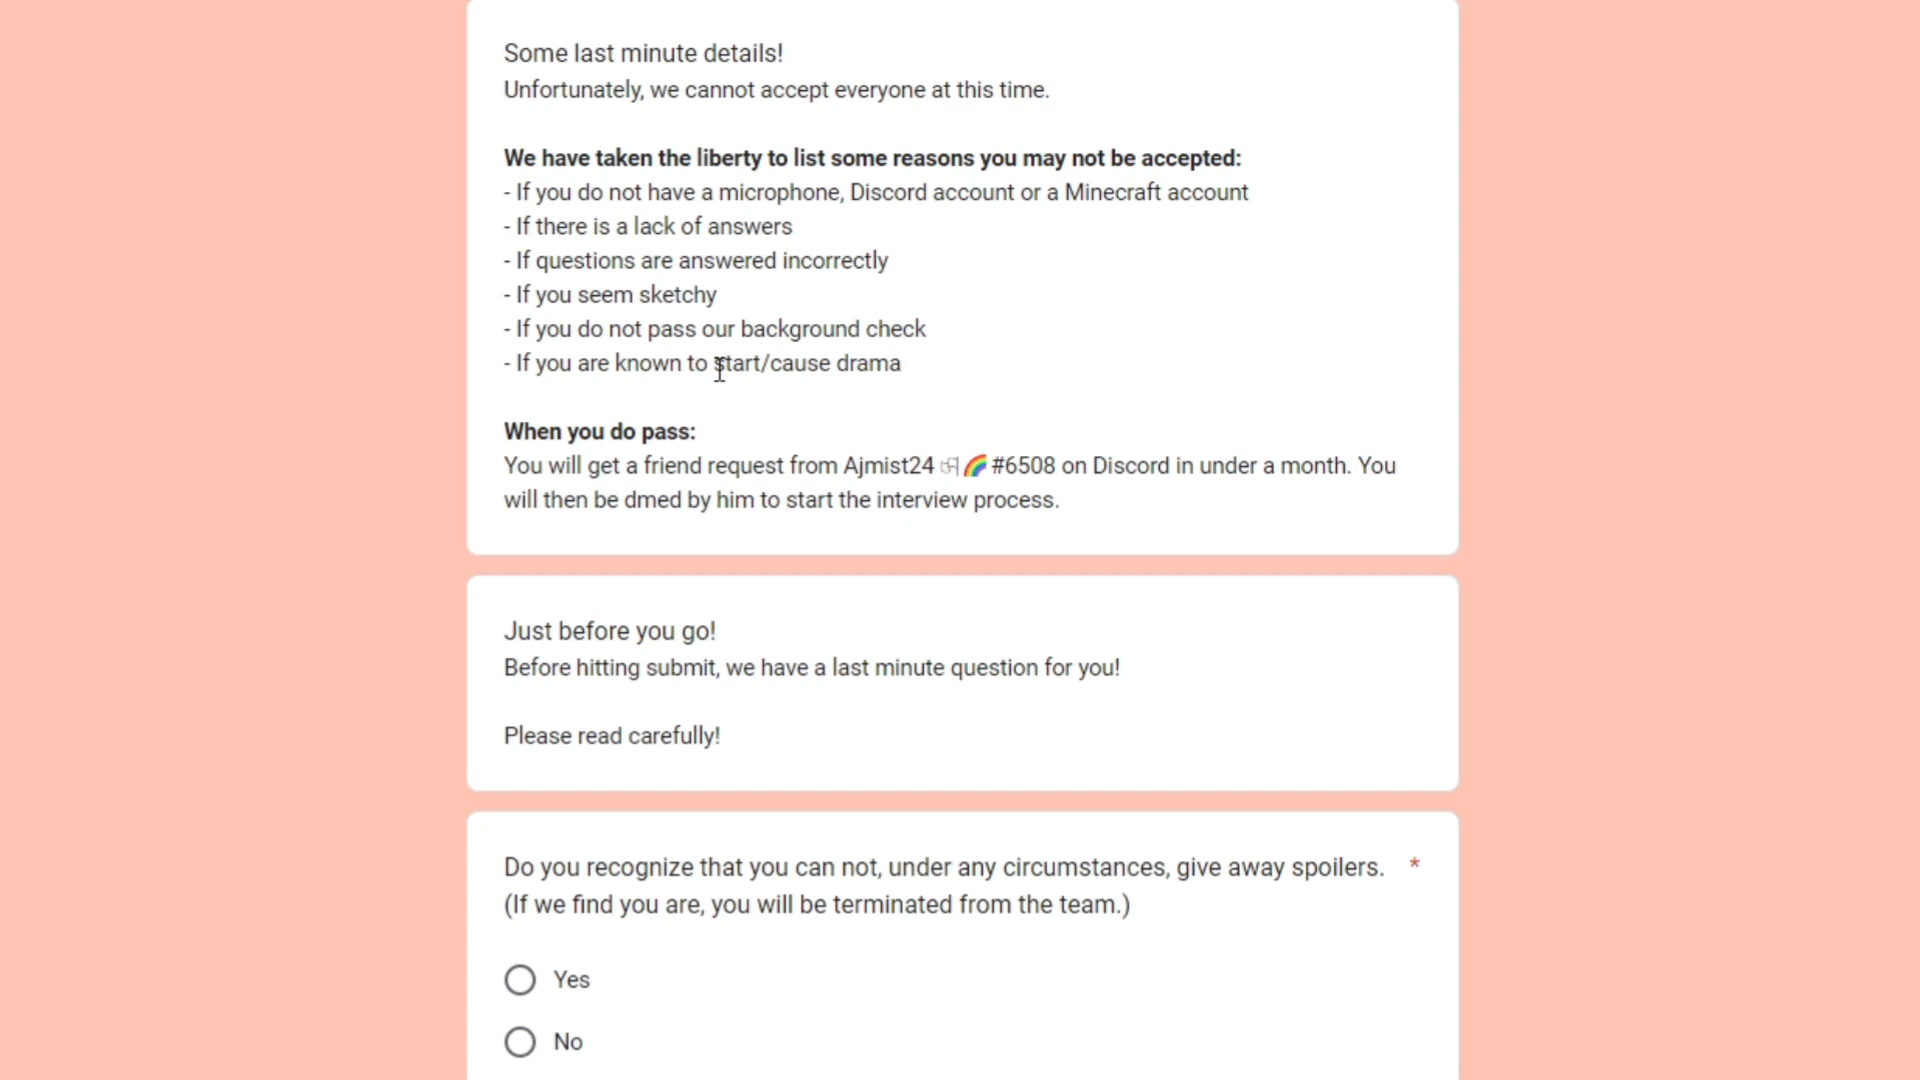 Some last minute details!
Unfortunately, we cannot accept everyone at this time.
We have taken the liberty to list some reasons you may not be accepted:
- If you do not have a microphone, Discord account or a Minecraft account
- If there is a lack of answers
- If questions are answered incorrectly
- If you seem sketchy
- If you do not pass our background check
- If you are known to start/cause drama
When you do pass:
You will get a friend request from Ajmist24 🌈#6508 on Discord in under a month. You
will then be dmed by him to start the interview process.
Just before you go!
Before hitting submit, we have a last minute question for you!
Please read carefully!
Do you recognize that you can not, under any circumstances, give away spoilers. *
(If we find you are, you will be terminated from the team.)
Yes
No